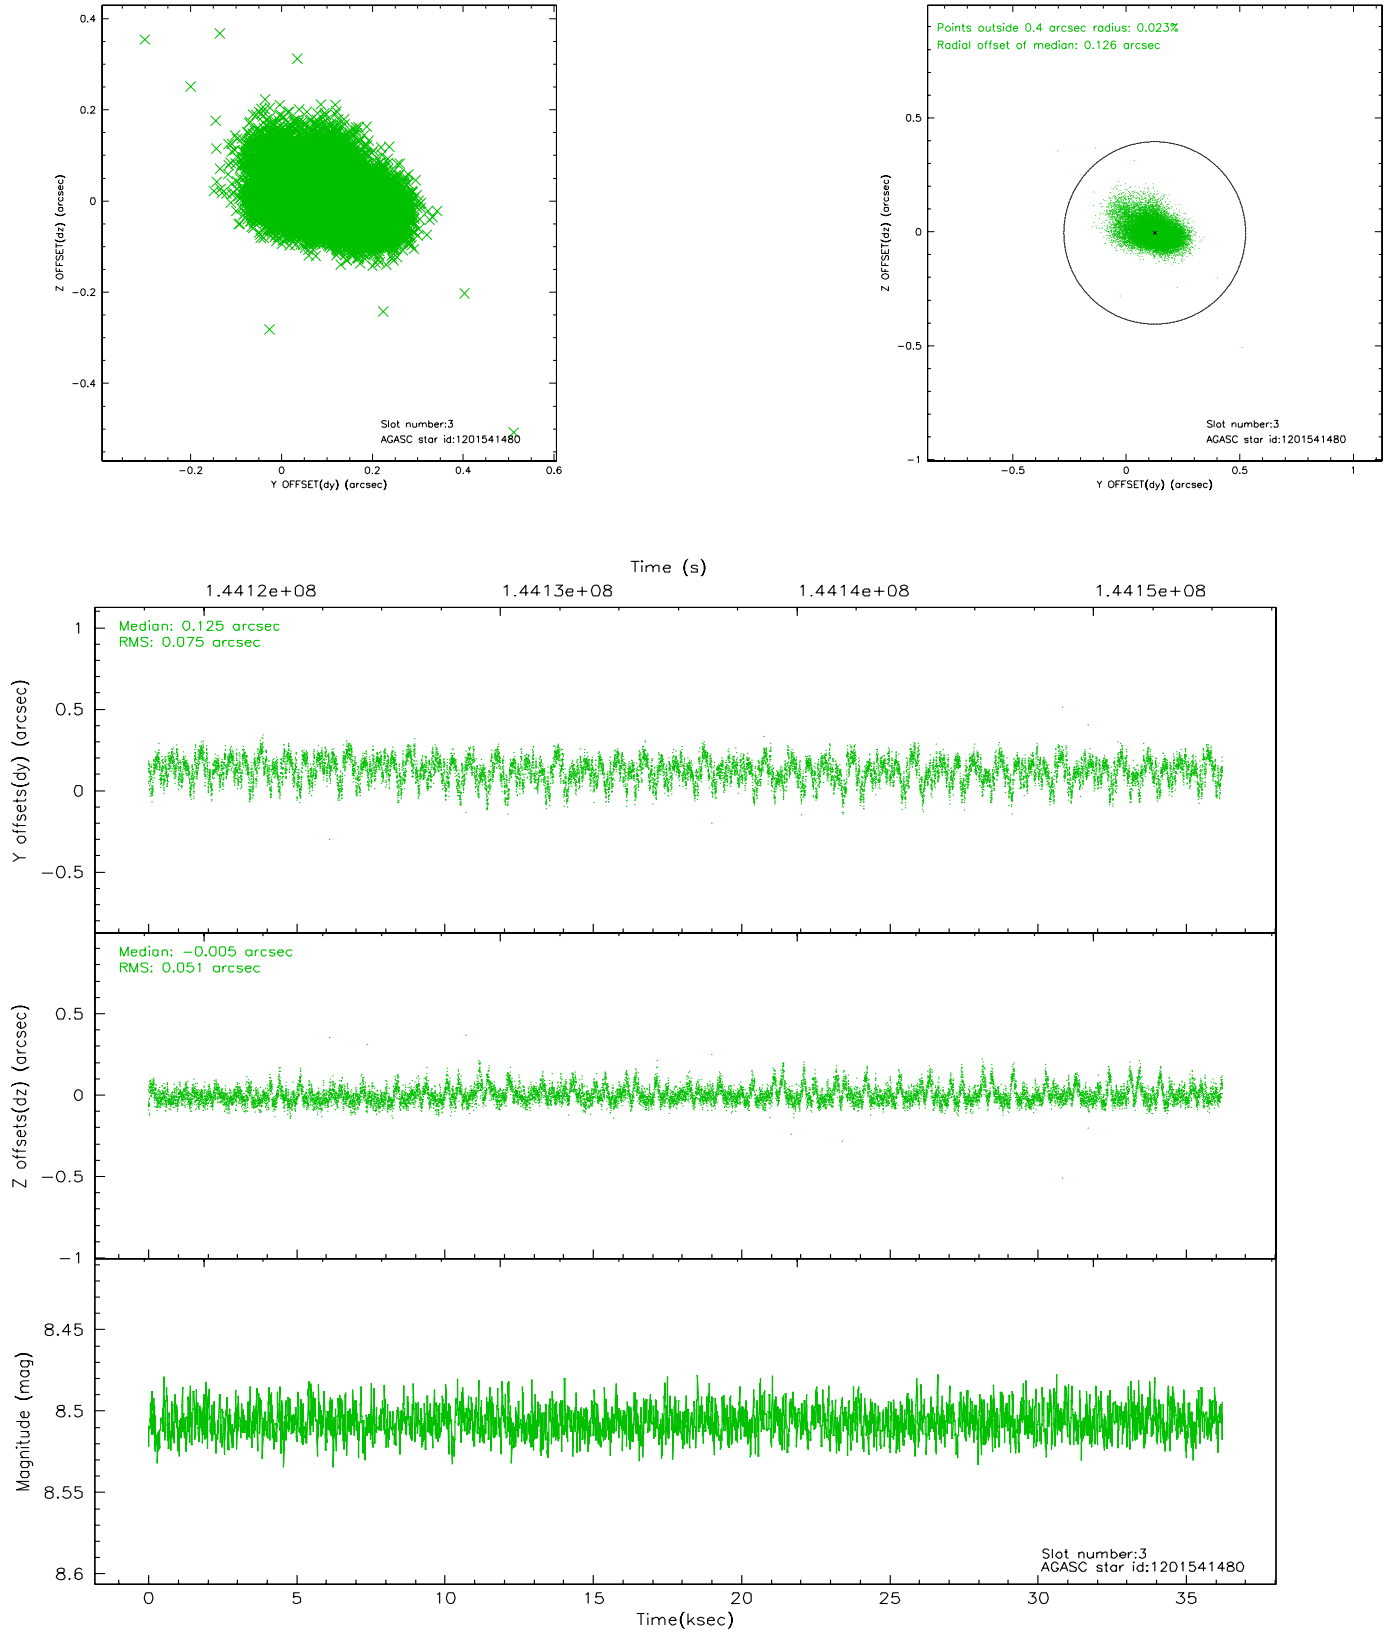 0.4
0.2
0
−0.2
−0.4
Z OFFSET(dz) (arcsec)
Slot number:3
AGASC star id:1201541480
−0.2 0 0.2 0.4 0.6
Y OFFSET(dy) (arcsec)
Points outside 0.4 arcsec radius: 0.023%
Radial offset of median: 0.126 arcsec
0.5
0
−0.5
−1
Z OFFSET(dz) (arcsec)
Slot number:3
AGASC star id:1201541480
−0.5 0 0.5 1
Y OFFSET(dy) (arcsec)
Time (s)
1.4412e+08 1.4413e+08 1.4414e+08 1.4415e+08
Median: 0.125 arcsec
RMS: 0.075 arcsec
1
0.5
0
−0.5
Y offsets(dy) (arcsec)
Median: −0.005 arcsec
RMS: 0.051 arcsec
0.5
0
−0.5
−1
Z offsets(dz) (arcsec)
8.45
8.5
8.55
8.6
Magnitude (mag)
Slot number:3
AGASC star id:1201541480
0 5 10 15 20 25 30 35
Time(ksec)